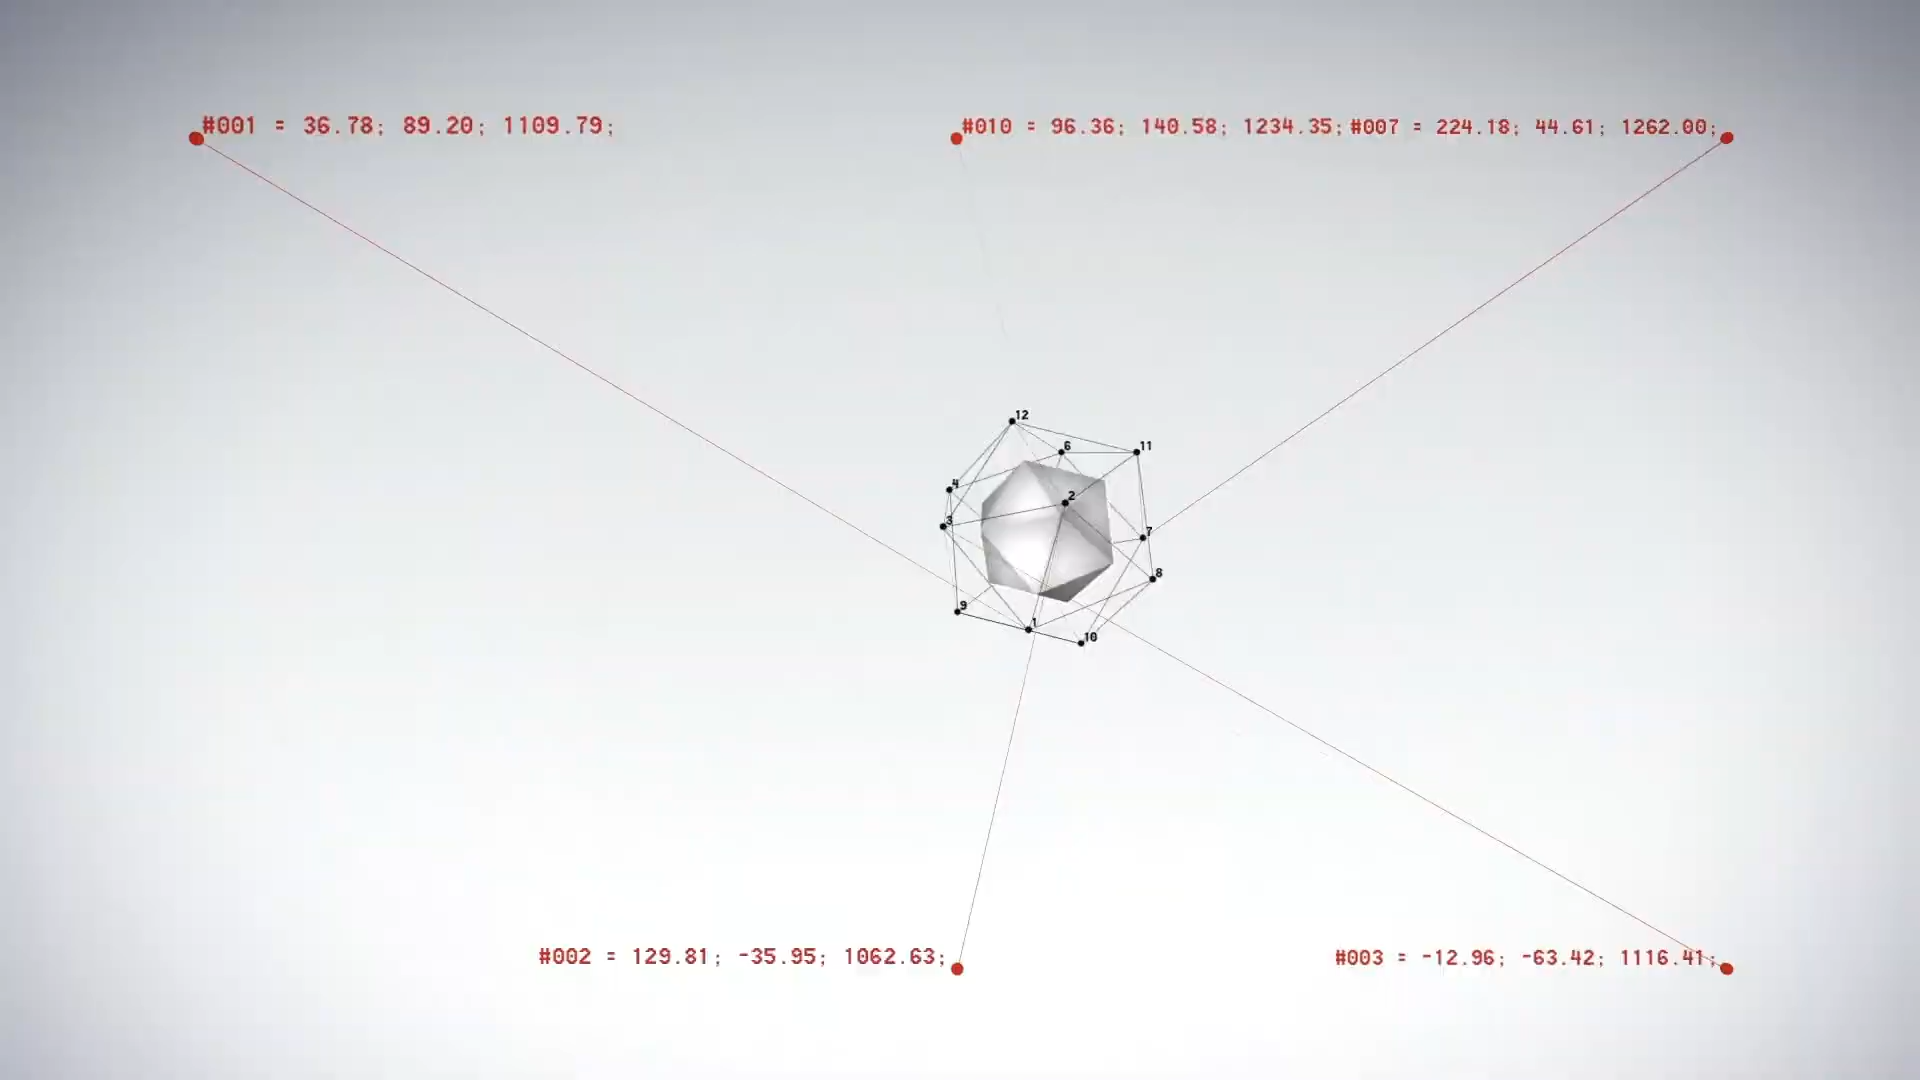 #001 = 36.78; 89.20; 1109.79;
#010 = 96.36; 140.58; 1234.35;
#007 = 224.18; 44.61; 1262.00;
12
6
11
4
2
3
7
8
9
1
10
#002 = 129.81; -35.95; 1062.63;
#003 = -12.96; -63.42; 1116.41;